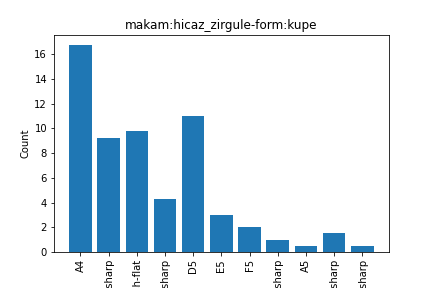 makam:hicaz_zirgule-form:kupe
16
14
12
10
8
6
4
2
0
Count
A4
sharp
h-flat
sharp
D5
E5
F5
sharp
A5
sharp
sharp